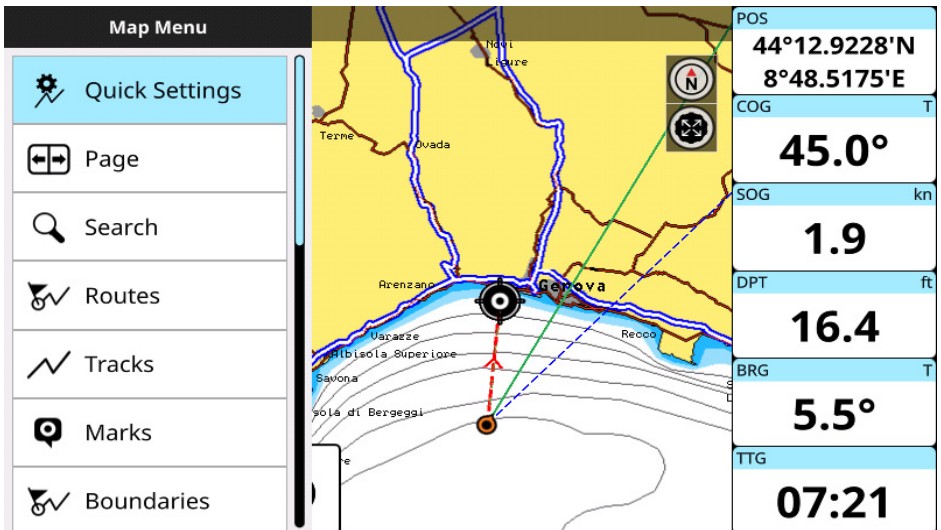 Map Menu
Quick Settings
Page
Search
Routes
Tracks
Marks
Boundaries
Novi
Ligure
Terme
Ovada
N
Arenzano
Genova
Varazze
Albisola Superiore
Recco
Savona
sola di Bergeggi
re
POS
44°12.9228'N
8°48.5175'E
COG T
45.0°
SOG kn
1.9
DPT ft
16.4
BRG T
5.5°
TTG
07:21